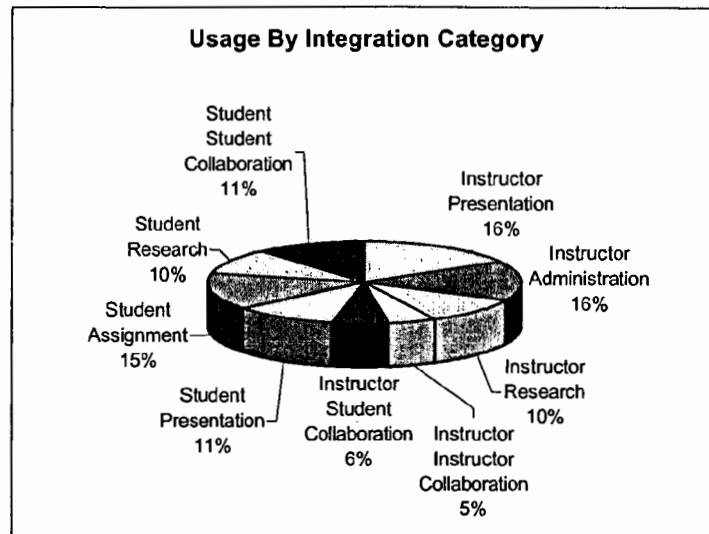 Usage By Integration Category
Student
Student
Collaboration
11%
Instructor
Presentation
16%
Instructor
Administration
16%
Instructor
Research
10%
Instructor
Instructor
Collaboration
5%
Instructor
Student
Collaboration
6%
Student
Presentation
11%
Student
Assignment
15%
Student
Research
10%